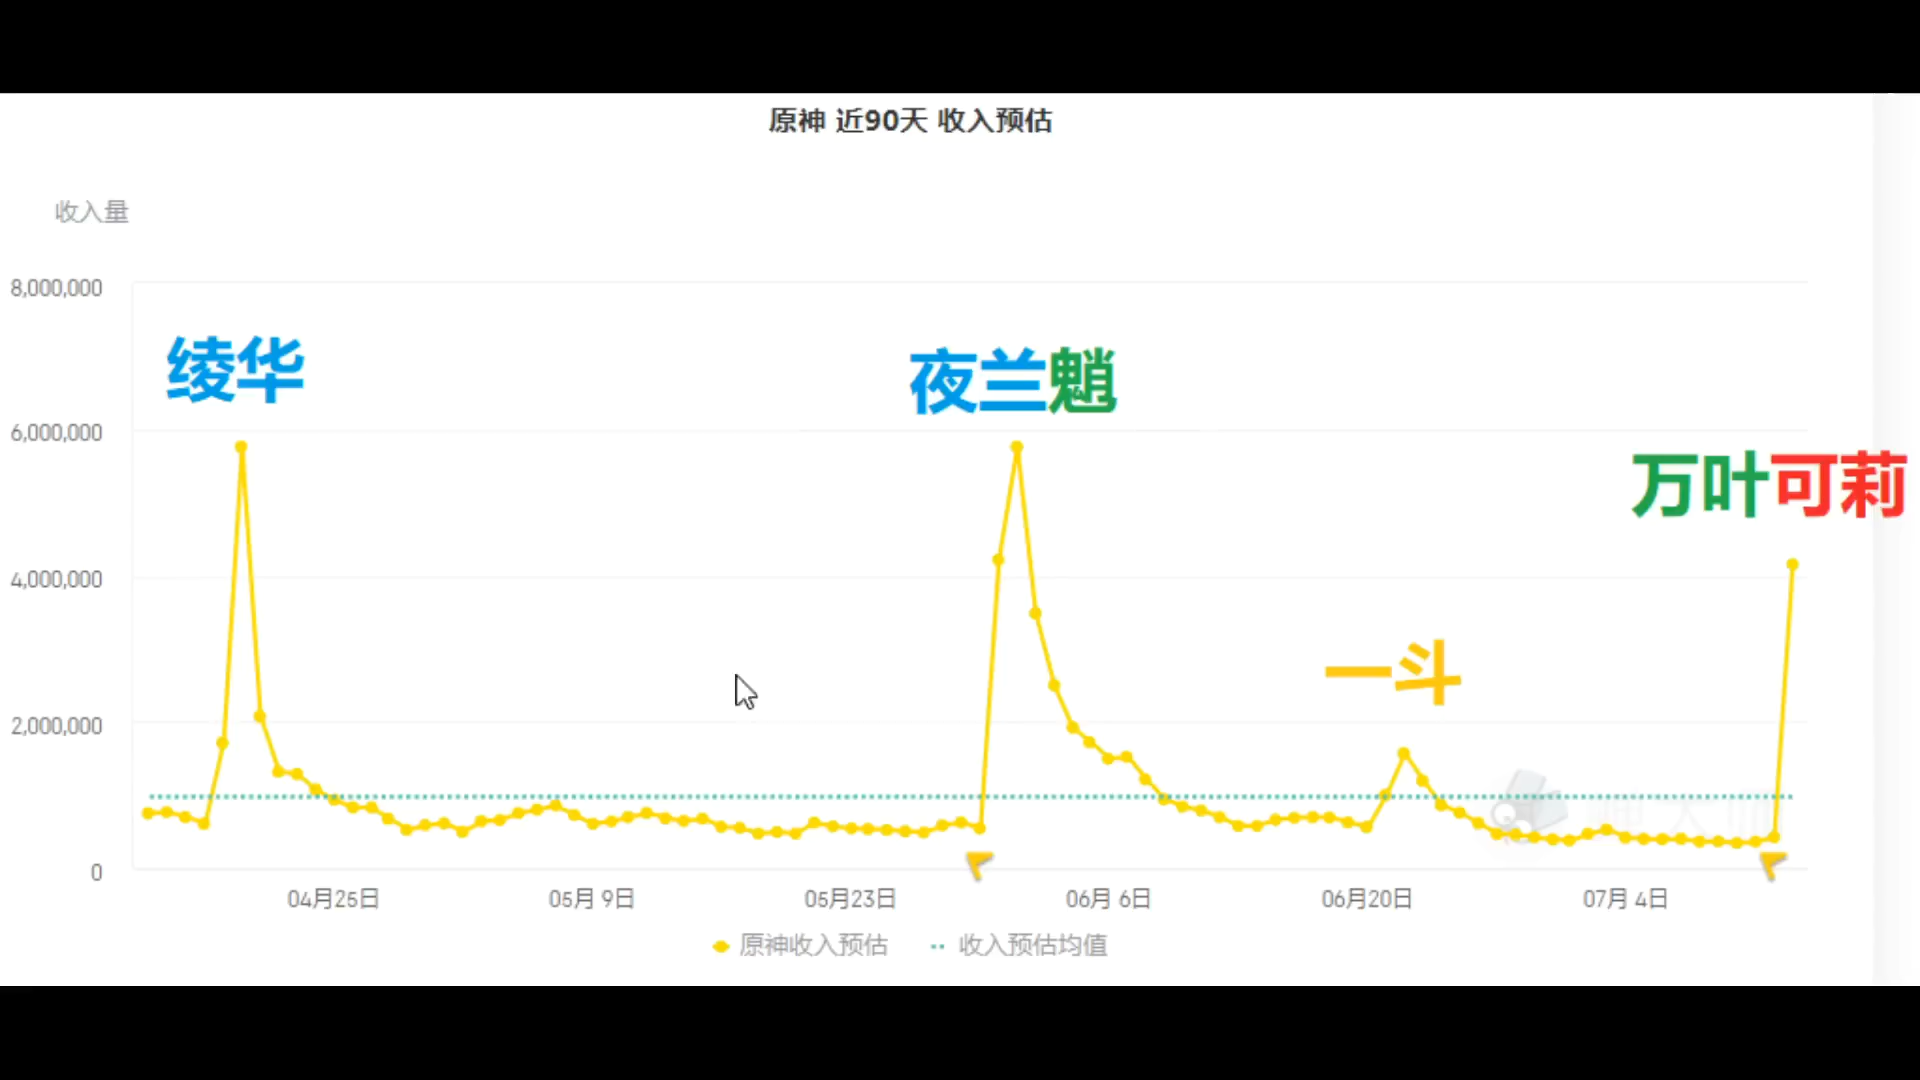 原神 近90天 收入预估
收入量
8,000,000
绫华
夜兰魈
6,000,000
万叶可莉
4,000,000
一斗
2,000,000
0
04月25日 05月 9日 05月23日 06月 6日 06月20日 07月 4日
原神收入预估 收入预估均值